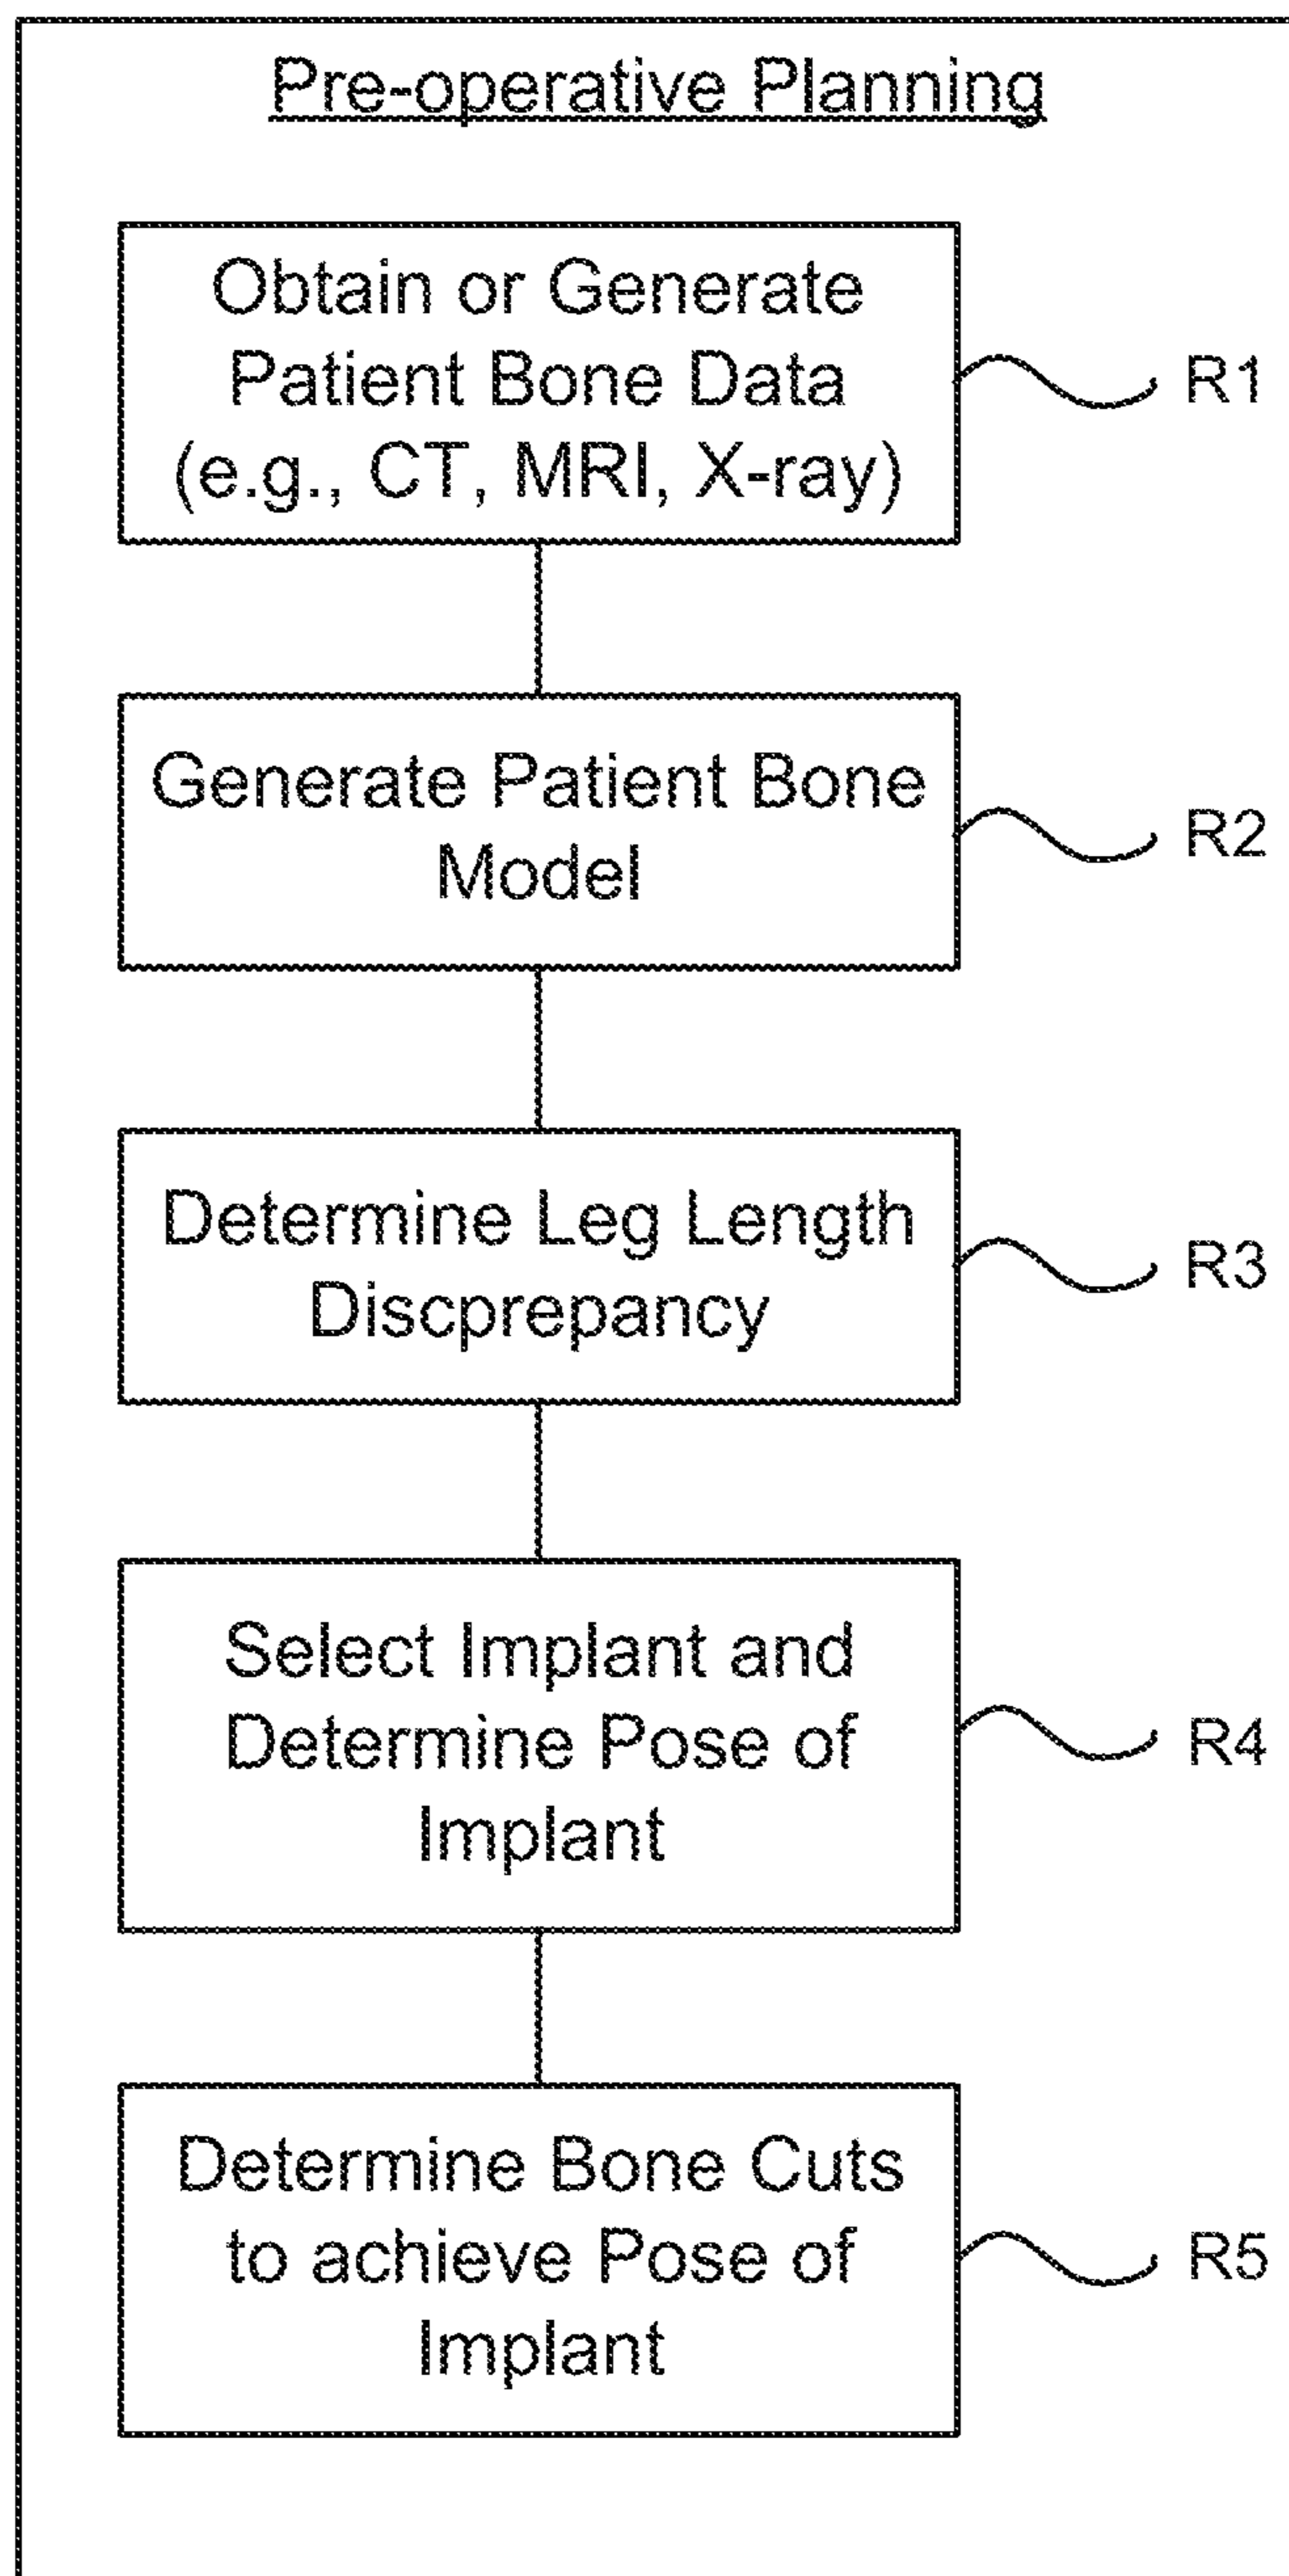 Pre-operative Planning
Obtain or Generate
Patient Bone Data
(e.g., CT, MRI, X-ray)
R1
Generate Patient Bone
Model
R2
Determine Leg Length
Discprepancy
R3
Select Implant and
Determine Pose of
Implant
R4
Determine Bone Cuts
to achieve Pose of
Implant
R5